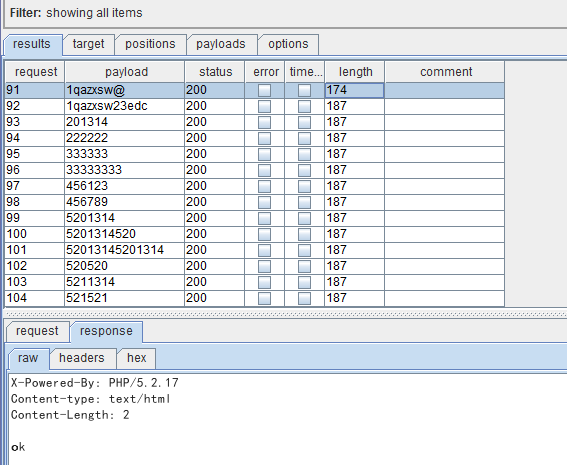 Filter: showing all items
results target positions payloads options
request payload status error time... length comment
91 1qazxsw@ 200 174
92 1qazxsw23edc 200 187
93 201314 200 187
94 222222 200 187
95 333333 200 187
96 33333333 200 187
97 456123 200 187
98 456789 200 187
99 5201314 200 187
100 5201314520 200 187
101 52013145201314 200 187
102 520520 200 187
103 5211314 200 187
104 521521 200 187
request response
raw headers hex
X-Powered-By: PHP/5.2.17
Content-type: text/html
Content-Length: 2
ok